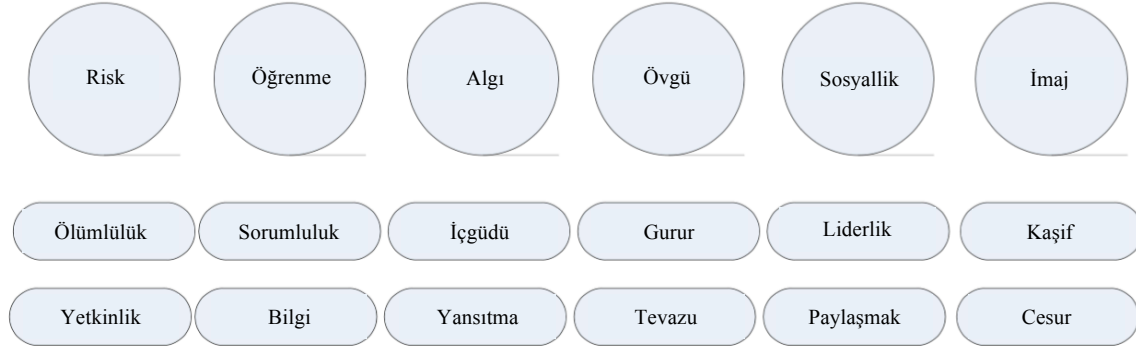 Risk Öğrenme Algı Övgü Sosyallik İmaj
Ölümlülük Sorumluluk İçgüdü Gurur Liderlik Kaşif
Yetkinlik Bilgi Yansıtma Tevazu Paylaşmak Cesur